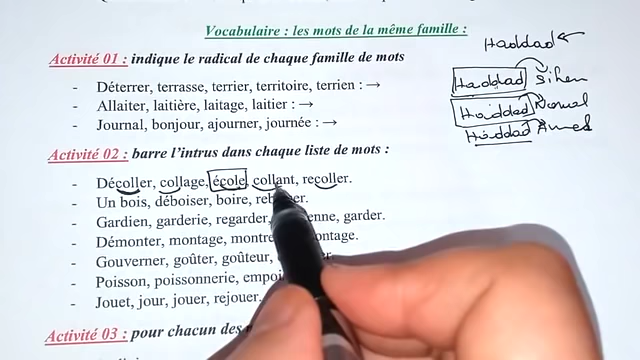 Vocabulaire : les mots de la même famille :
Haddad
Activité 01 : indique le radical de chaque famille de mots
Haddad Sihem
- Déterrer, terrasse, terrier, territoire, terrien : →
Haddad
- Allaiter, laitière, laitage, laitier : →
Haddad
- Journal, bonjour, ajourner, journée : →
Activité 02 : barre l'intrus dans chaque liste de mots :
- Décoller, collage, école, collant, recoller.
- Un bois, déboiser, boire,
- Gardien, garderie, regarder, garder.
- Démonter, montage,
- Gouverner, goûter, goûteur,
- Poisson, poissonnerie,
- Jouet, jour, jouer, rejouer.
Activité 03 : pour chacun des